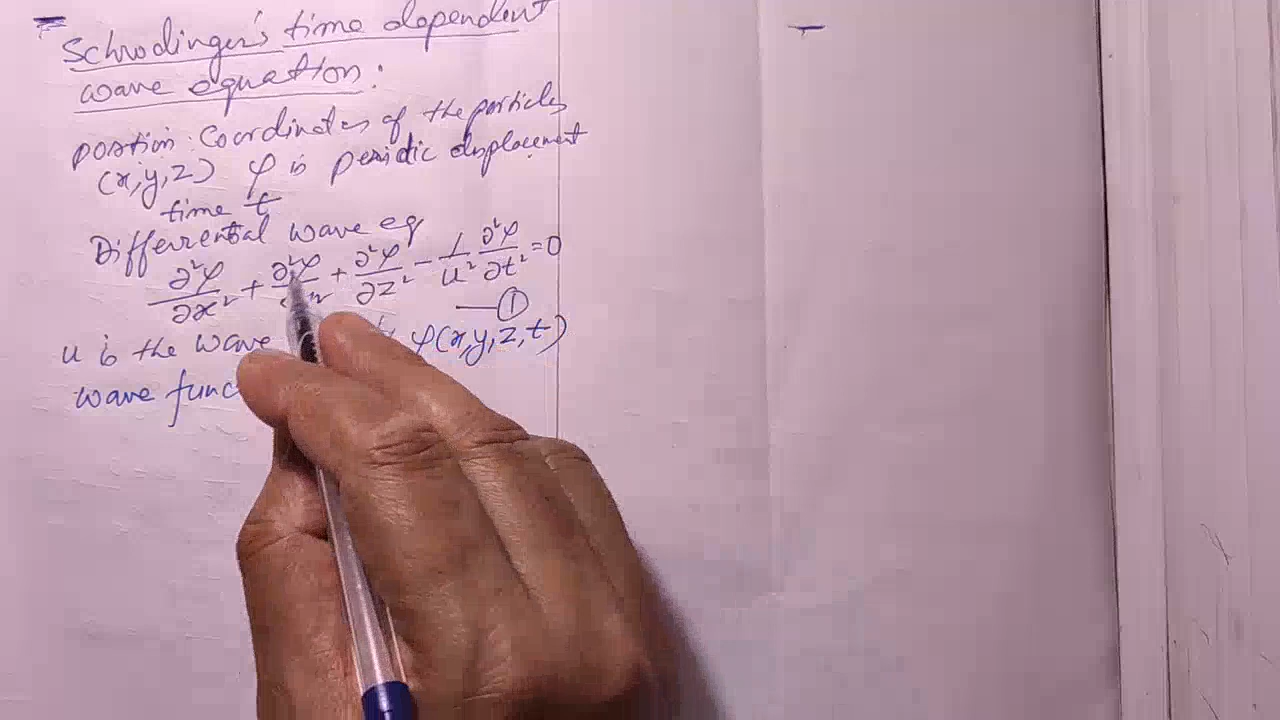 Schrodinger's time dependent
wave equation.
position. Coordinates of the particles
(x, y, z) φ is periodic displacement
time t
Differential wave eq
∂²φ/∂x² + ∂²φ/ + ∂²φ/∂z² - 1/u² ∂²φ/∂t² = 0
— ①
u is the wave φ(x, y, z, t)
wave func